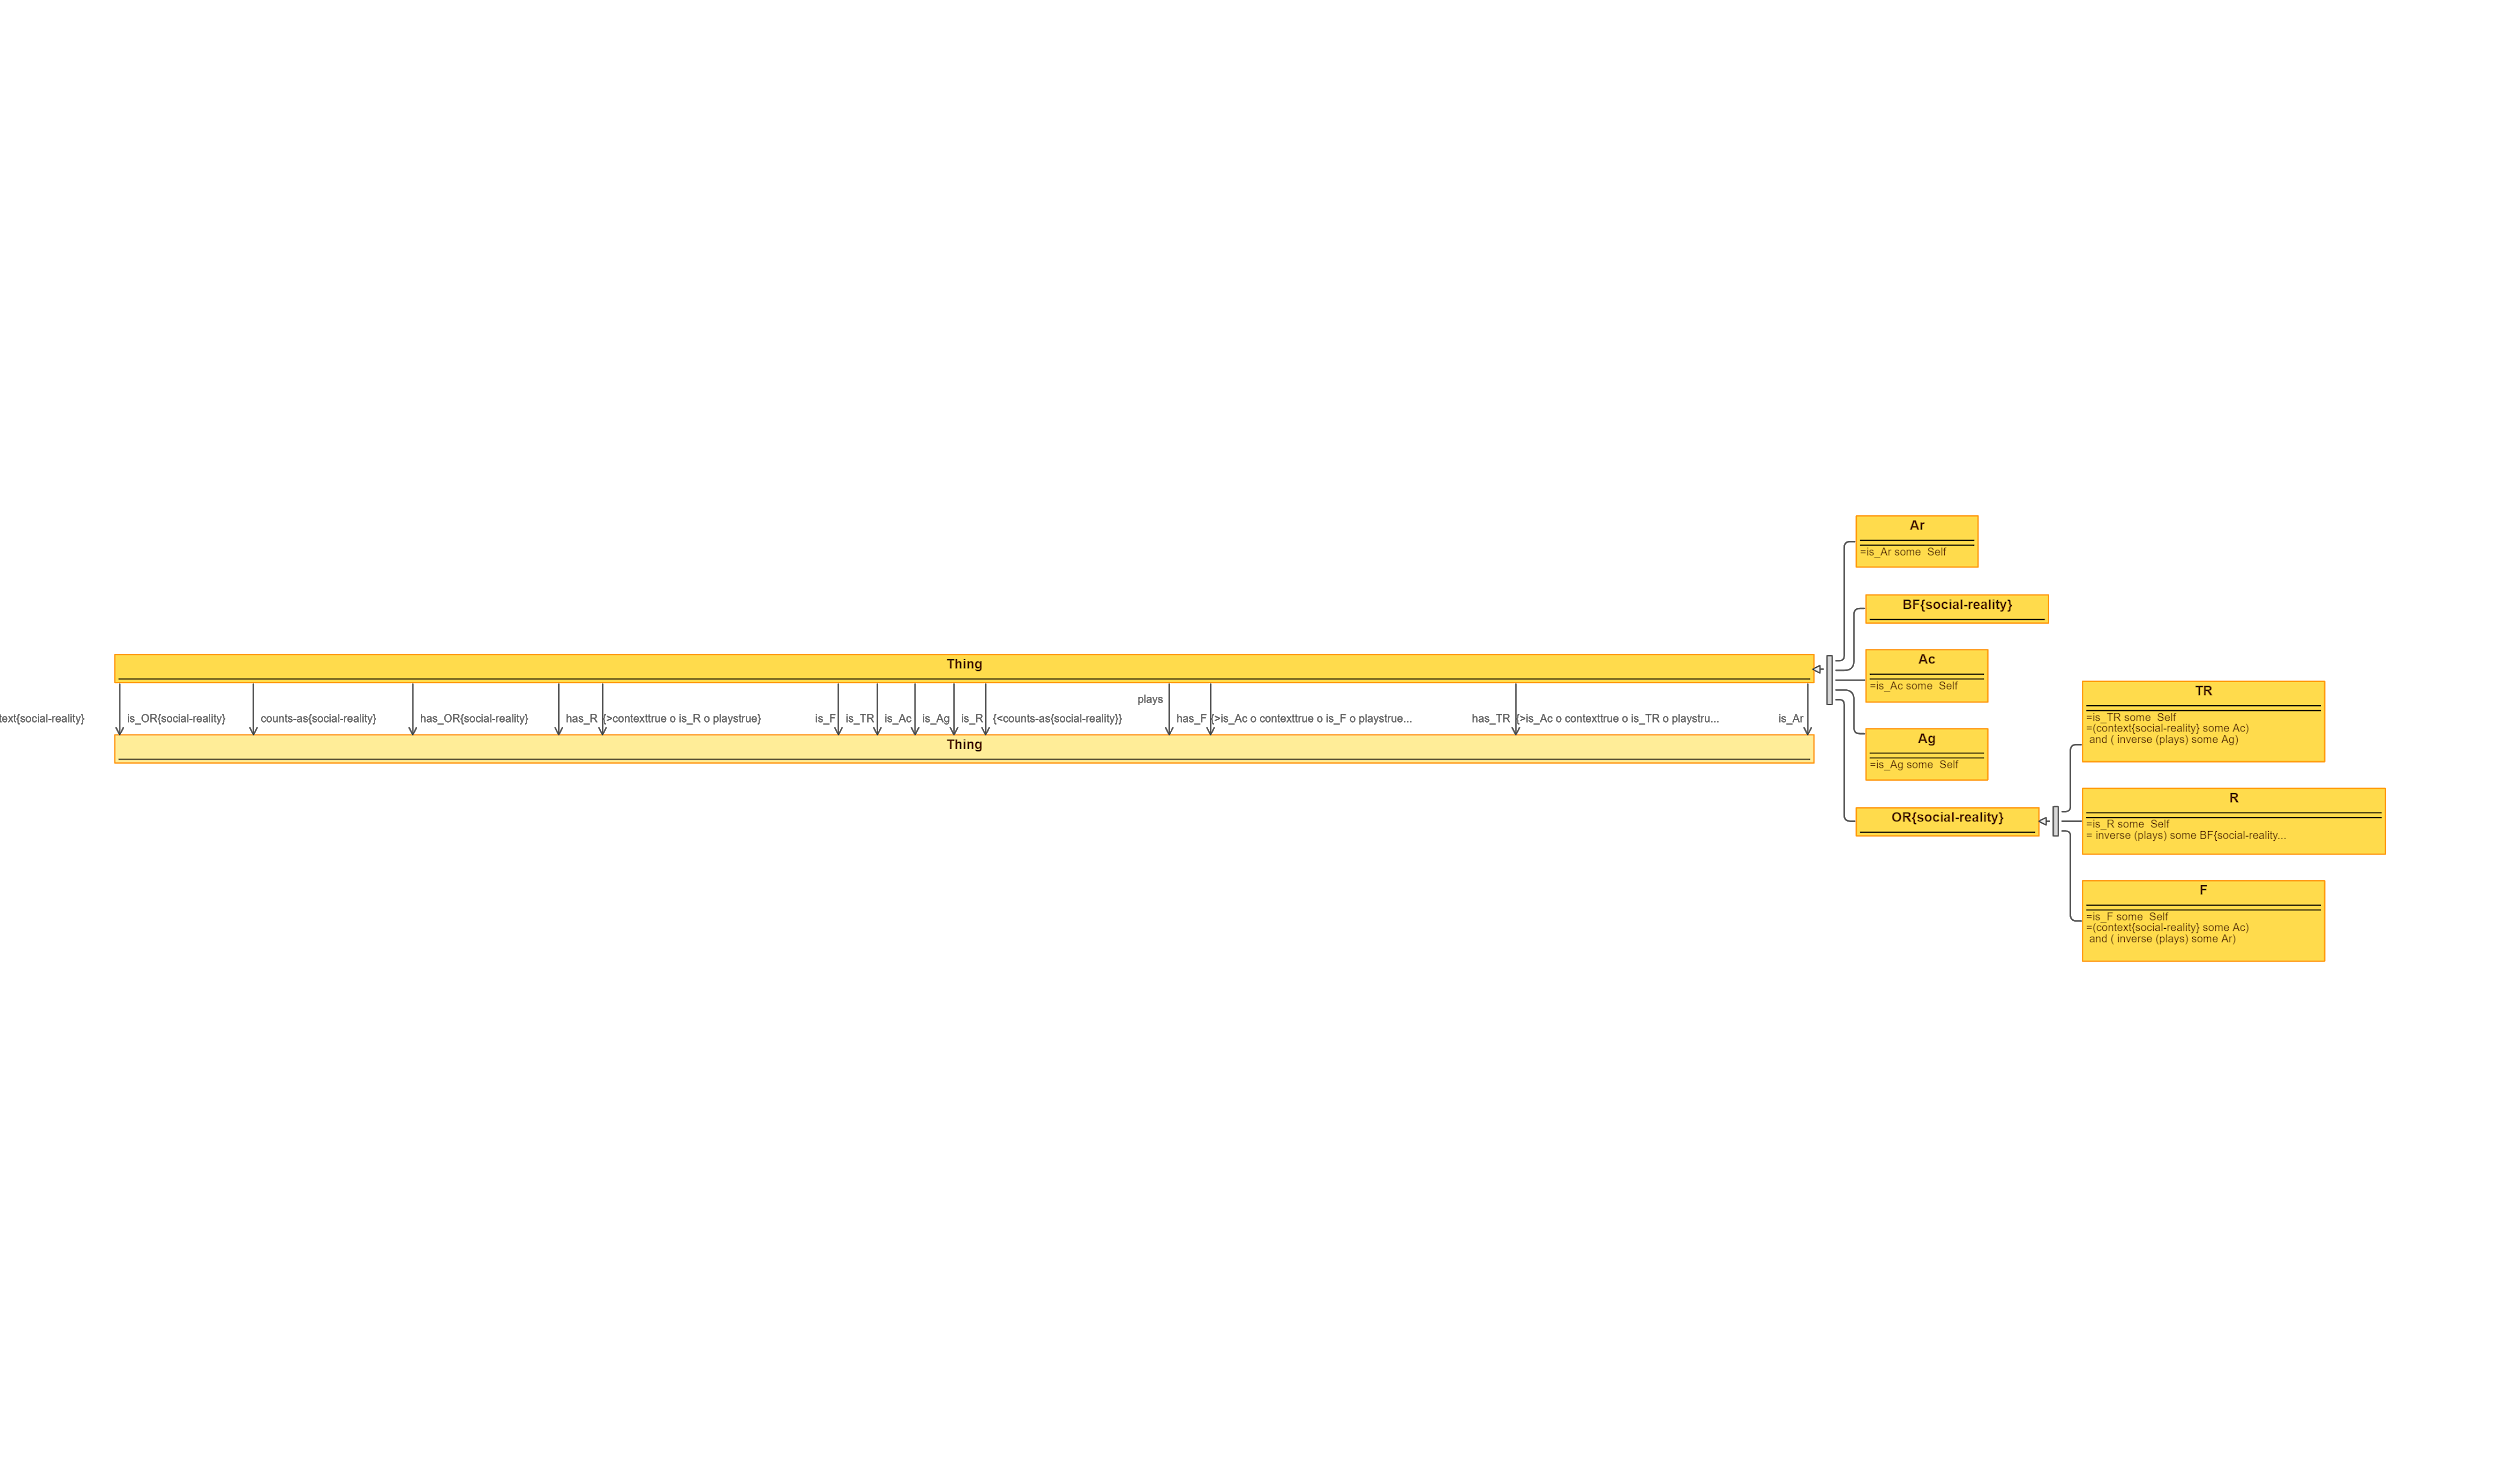 Ar
=is_Ar some  Self
BF{social-reality}
Thing
Ac
=is_Ac some  Self
TR
=is_TR some  Self
=(context{social-reality} some Ac)
and ( inverse (plays) some Ag)
plays
text{social-reality}
is_OR{social-reality}
counts-as{social-reality}
has_OR{social-reality}
has_R
{>contexttrue o is_R o playstrue}
is_F
is_TR
is_Ac
is_Ag
is_R
{<counts-as{social-reality}}
has_F
{>is_Ac o contexttrue o is_F o playstrue...
has_TR
{>is_Ac o contexttrue o is_TR o playstru...
is_Ar
Thing
Ag
=is_Ag some  Self
OR{social-reality}
R
=is_R some  Self
= inverse (plays) some BF{social-reality...
F
=is_F some  Self
=(context{social-reality} some Ac)
and ( inverse (plays) some Ar)